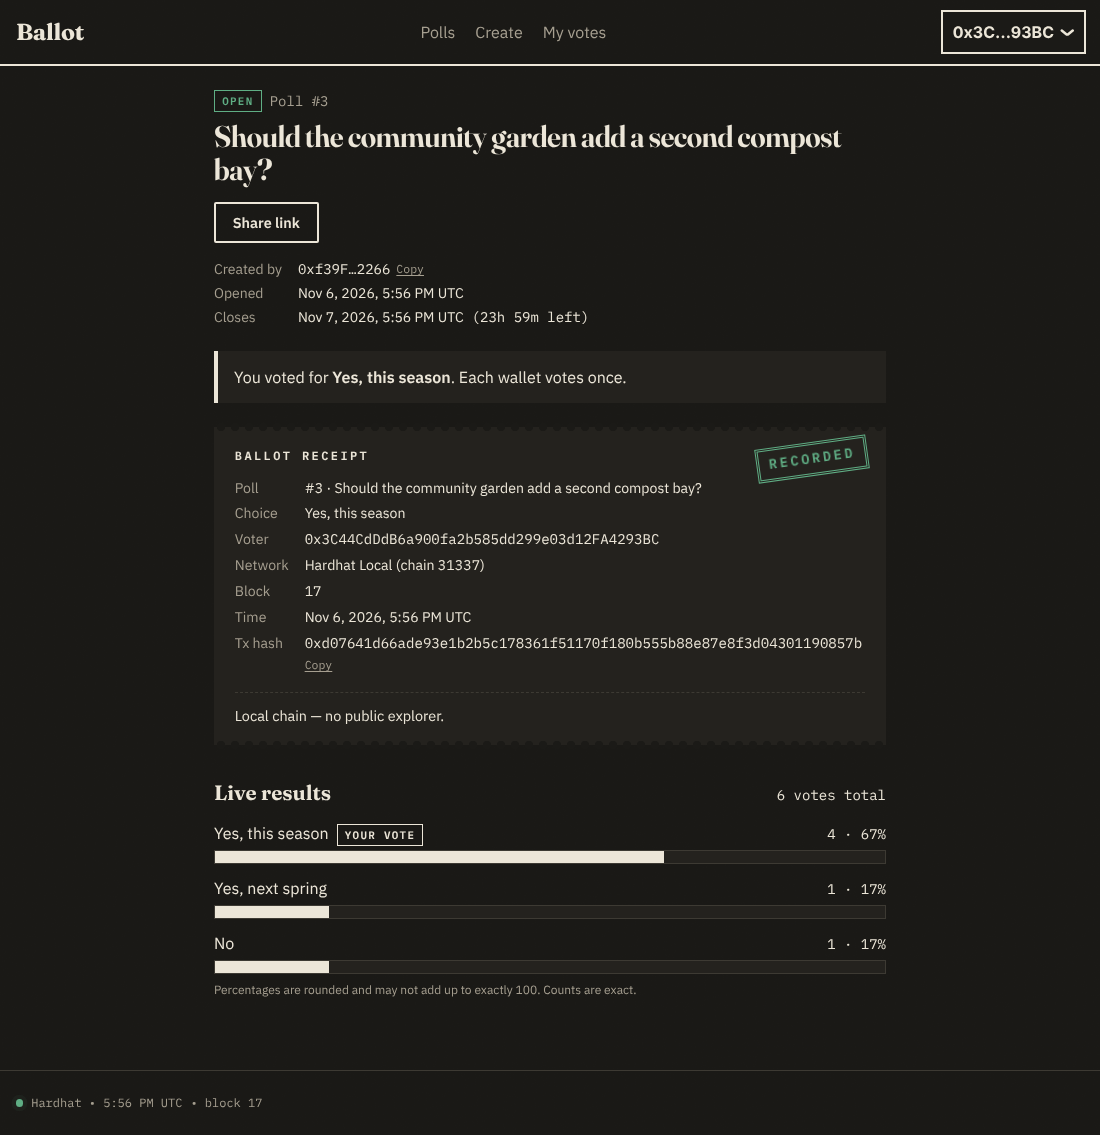 Ballot
Polls Create My votes
0x3C...93BC
OPEN Poll #3
Should the community garden add a second compost
bay?
Share link
Created by 0xf39F…2266 Copy
Opened Nov 6, 2026, 5:56 PM UTC
Closes Nov 7, 2026, 5:56 PM UTC (23h 59m left)
You voted for Yes, this season. Each wallet votes once.
BALLOT RECEIPT
RECORDED
Poll #3 · Should the community garden add a second compost bay?
Choice Yes, this season
Voter 0x3C44CdDdB6a900fa2b585dd299e03d12FA4293BC
Network Hardhat Local (chain 31337)
Block 17
Time Nov 6, 2026, 5:56 PM UTC
Tx hash 0xd07641d66ade93e1b2b5c178361f51170f180b555b88e87e8f3d04301190857b
Copy
Local chain — no public explorer.
Live results 6 votes total
Yes, this season YOUR VOTE 4 · 67%
Yes, next spring 1 · 17%
No 1 · 17%
Percentages are rounded and may not add up to exactly 100. Counts are exact.
Hardhat • 5:56 PM UTC • block 17